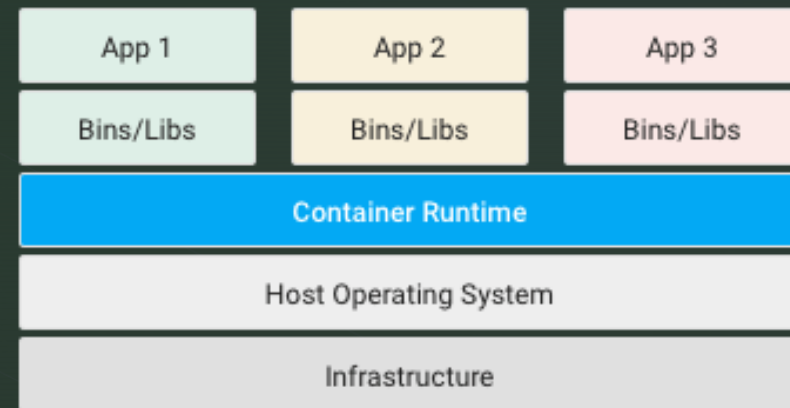 App 1 App 2 App 3
Bins/Libs Bins/Libs Bins/Libs
Container Runtime
Host Operating System
Infrastructure